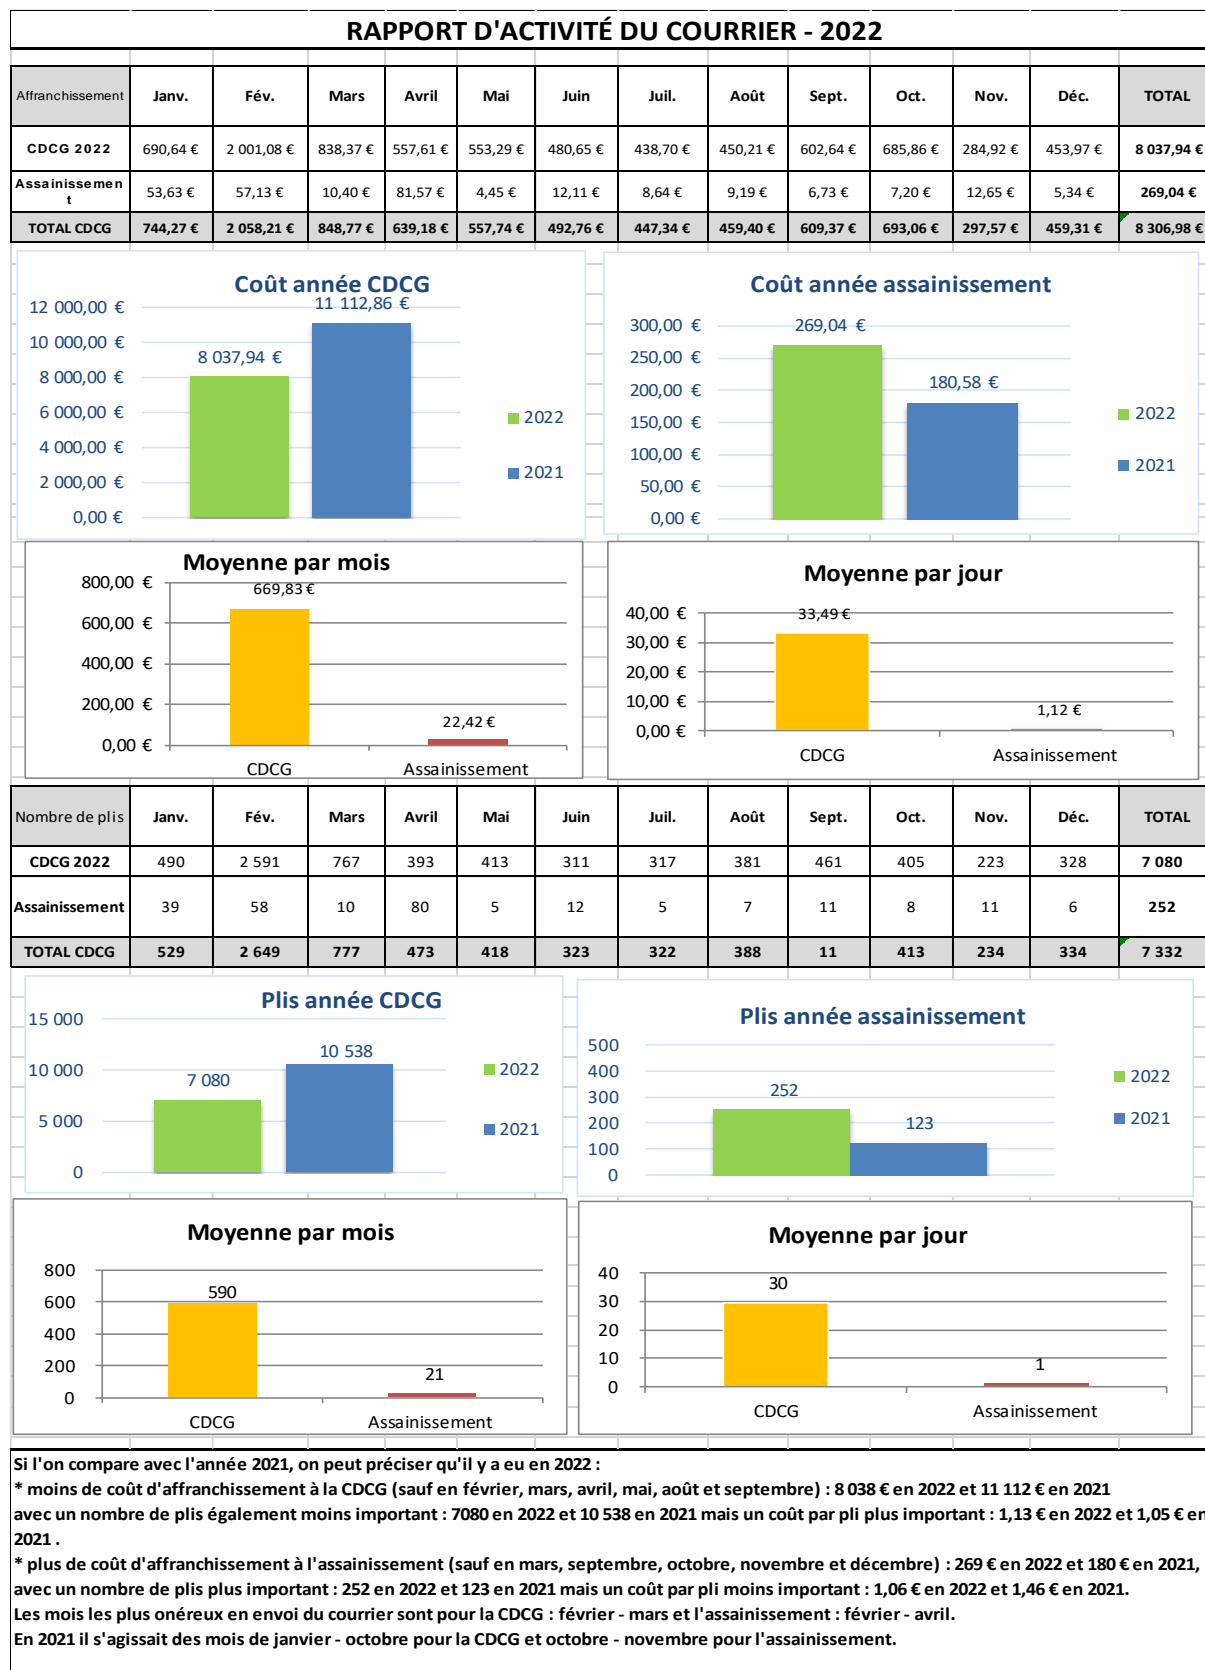 RAPPORT D'ACTIVITÉ DU COURRIER - 2022
Affranchissement Janv. Fév. Mars Avril Mai Juin Juil. Août Sept. Oct. Nov. Déc. TOTAL
CDCG 2022 690,64 € 2 001,08 € 838,37 € 557,61 € 553,29 € 480,65 € 438,70 € 450,21 € 602,64 € 685,86 € 284,92 € 453,97 € 8 037,94 €
Assainissemen
t 53,63 € 57,13 € 10,40 € 81,57 € 4,45 € 12,11 € 8,64 € 9,19 € 6,73 € 7,20 € 12,65 € 5,34 € 269,04 €
TOTAL CDCG 744,27 € 2 058,21 € 848,77 € 639,18 € 557,74 € 492,76 € 447,34 € 459,40 € 609,37 € 693,06 € 297,57 € 459,31 € 8 306,98 €
Coût année CDCG
12 000,00 €
10 000,00 €
8 000,00 €
6 000,00 €
4 000,00 €
2 000,00 €
0,00 €
8 037,94 €
11 112,86 €
2022
2021
Coût année assainissement
300,00 €
250,00 €
200,00 €
150,00 €
100,00 €
50,00 €
0,00 €
269,04 €
180,58 €
2022
2021
Moyenne par mois
800,00 €
600,00 €
400,00 €
200,00 €
0,00 €
669,83 €
22,42 €
CDCG Assainissement
Moyenne par jour
40,00 €
30,00 €
20,00 €
10,00 €
0,00 €
33,49 €
1,12 €
CDCG Assainissement
Nombre de plis Janv. Fév. Mars Avril Mai Juin Juil. Août Sept. Oct. Nov. Déc. TOTAL
CDCG 2022 490 2 591 767 393 413 311 317 381 461 405 223 328 7 080
Assainissement 39 58 10 80 5 12 5 7 11 8 11 6 252
TOTAL CDCG 529 2 649 777 473 418 323 322 388 11 413 234 334 7 332
Plis année CDCG
15 000
10 000
5 000
0
7 080
10 538
2022
2021
Plis année assainissement
500
400
300
200
100
0
252
123
2022
2021
Moyenne par mois
800
600
400
200
0
590
21
CDCG Assainissement
Moyenne par jour
40
30
20
10
0
30
1
CDCG Assainissement
Si l'on compare avec l'année 2021, on peut préciser qu'il y a eu en 2022 :
* moins de coût d'affranchissement à la CDCG (sauf en février, mars, avril, mai, août et septembre) : 8 038 € en 2022 et 11 112 € en 2021
avec un nombre de plis également moins important : 7080 en 2022 et 10 538 en 2021 mais un coût par pli plus important : 1,13 € en 2022 et 1,05 € en
2021 .
* plus de coût d'affranchissement à l'assainissement (sauf en mars, septembre, octobre, novembre et décembre) : 269 € en 2022 et 180 € en 2021,
avec un nombre de plis plus important : 252 en 2022 et 123 en 2021 mais un coût par pli moins important : 1,06 € en 2022 et 1,46 € en 2021.
Les mois les plus onéreux en envoi du courrier sont pour la CDCG : février - mars et l'assainissement : février - avril.
En 2021 il s'agissait des mois de janvier - octobre pour la CDCG et octobre - novembre pour l'assainissement.